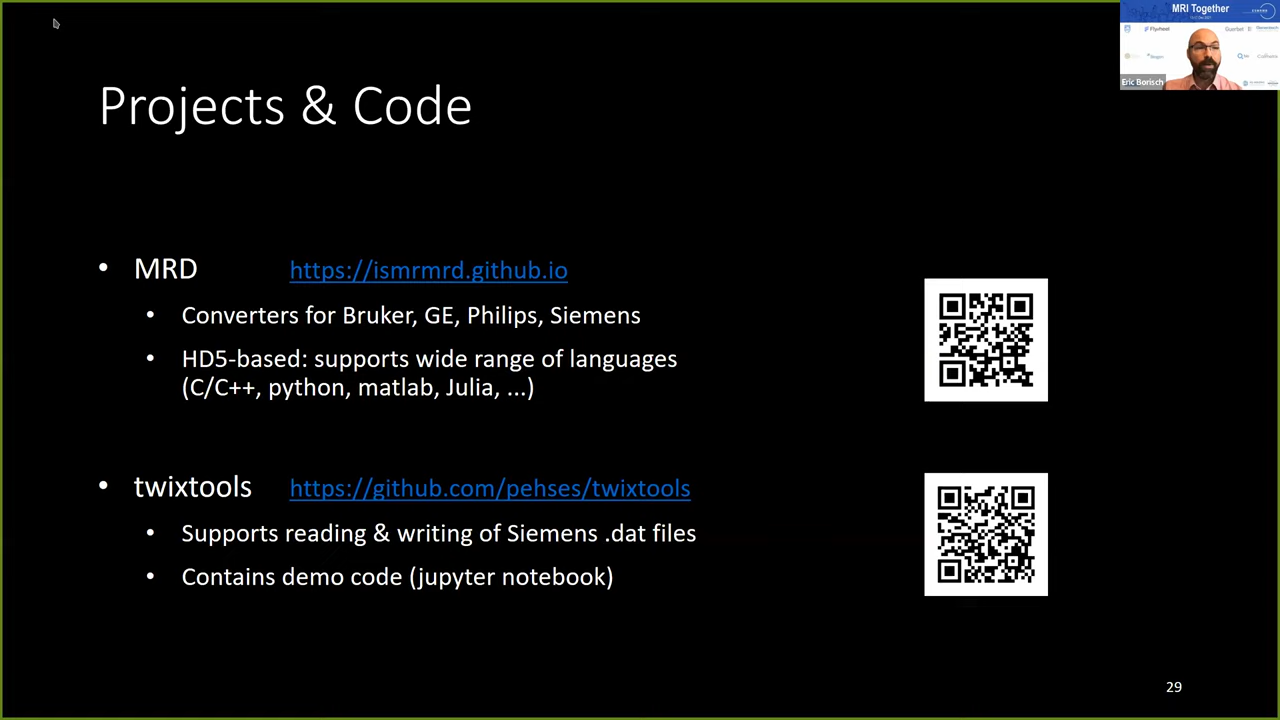 MRI Together
Flywheel
Guerbet
Eric Borisch
Projects & Code
• MRD https://ismrmrd.github.io
• Converters for Bruker, GE, Philips, Siemens
• HD5-based: supports wide range of languages
(C/C++, python, matlab, Julia, ...)
• twixtools https://github.com/pehses/twixtools
• Supports reading & writing of Siemens .dat files
• Contains demo code (jupyter notebook)
29